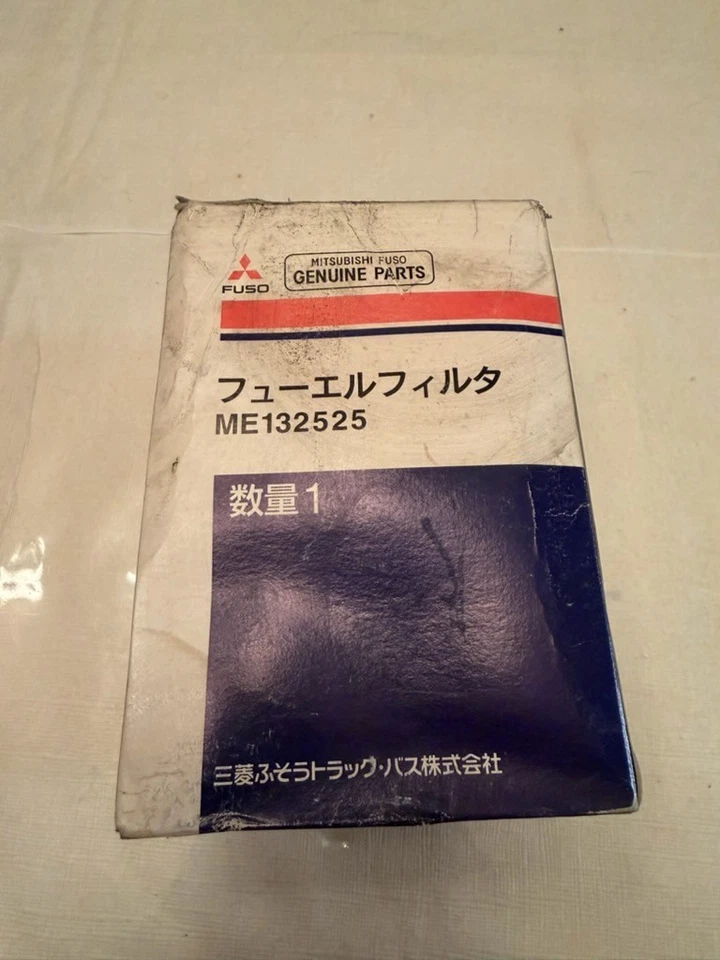 FUSO
MITSUBISHI FUSO
GENUINE PARTS
フューエルフィルタ
ME132525
数量1
三菱ふそうトラック・バス株式会社